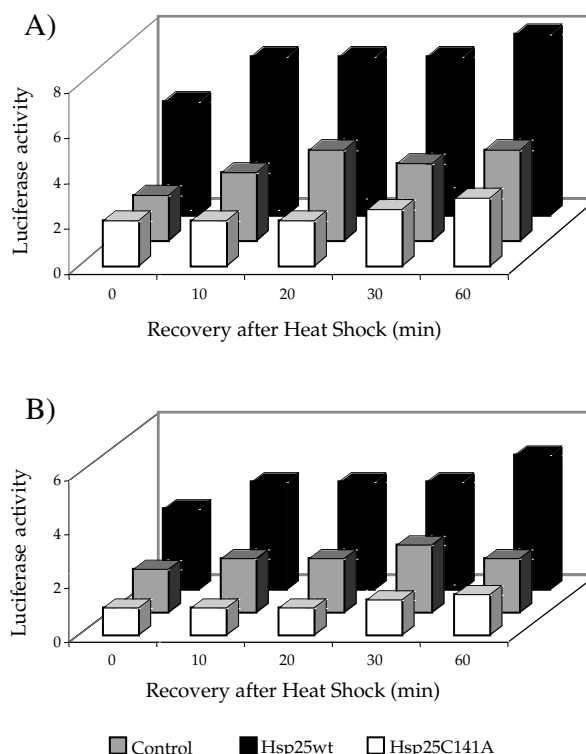 A)
Luciferase activity
8
6
4
2
0
0 10 20 30 60
Recovery after Heat Shock (min)
B)
Luciferase activity
6
4
2
0
0 10 20 30 60
Recovery after Heat Shock (min)
Control Hsp25wt Hsp25C141A